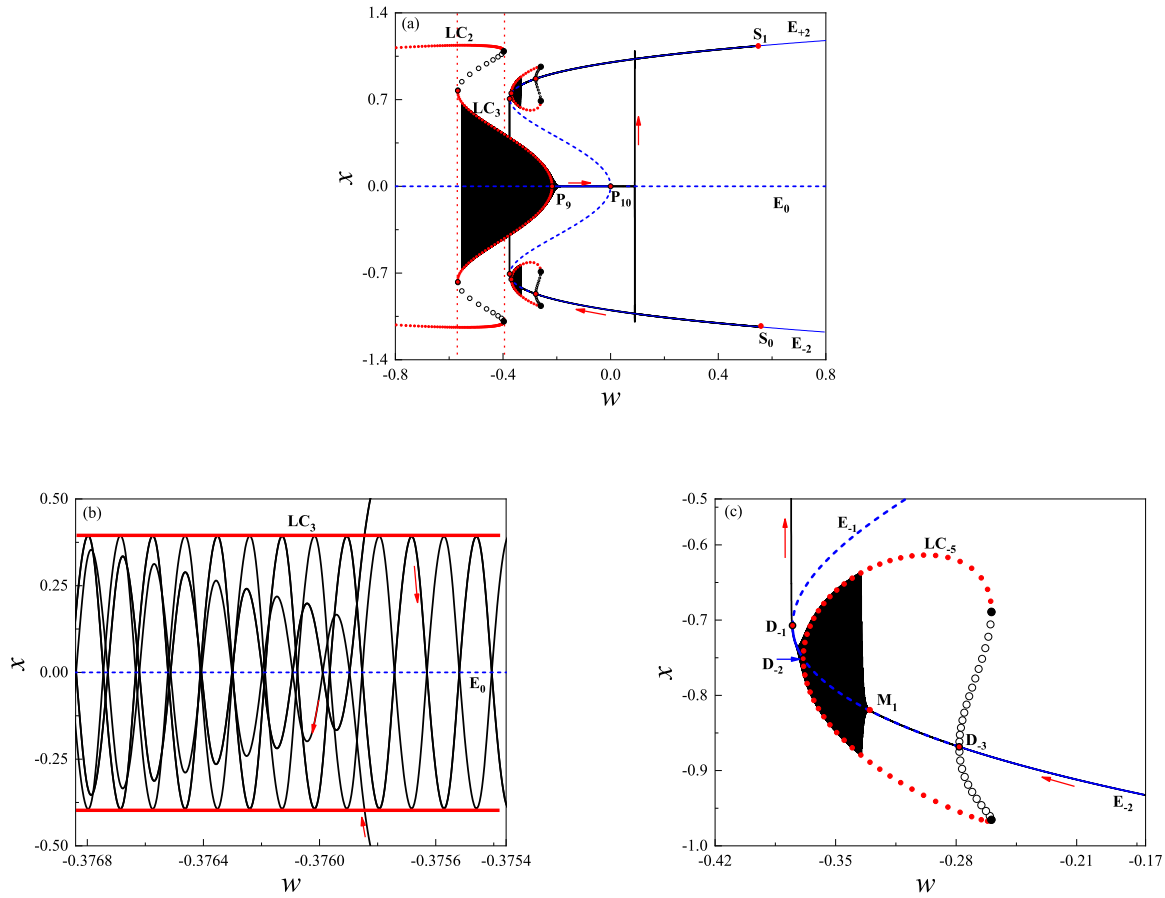 (a)
1.4
0.7
0.0
-0.7
-1.4
x
LC2
LC3
S1
E+2
P9
P10
E0
S0
E-2
-0.8
-0.4
0.0
0.4
0.8
w
(b)
0.50
0.25
0.00
-0.25
-0.50
x
LC3
E0
-0.3768
-0.3764
-0.3760
-0.3756
-0.3754
w
(c)
-0.5
-0.6
-0.7
-0.8
-0.9
-1.0
x
E-1
LC-5
D-1
D-2
M1
D-3
E-2
-0.42
-0.35
-0.28
-0.21
-0.17
w